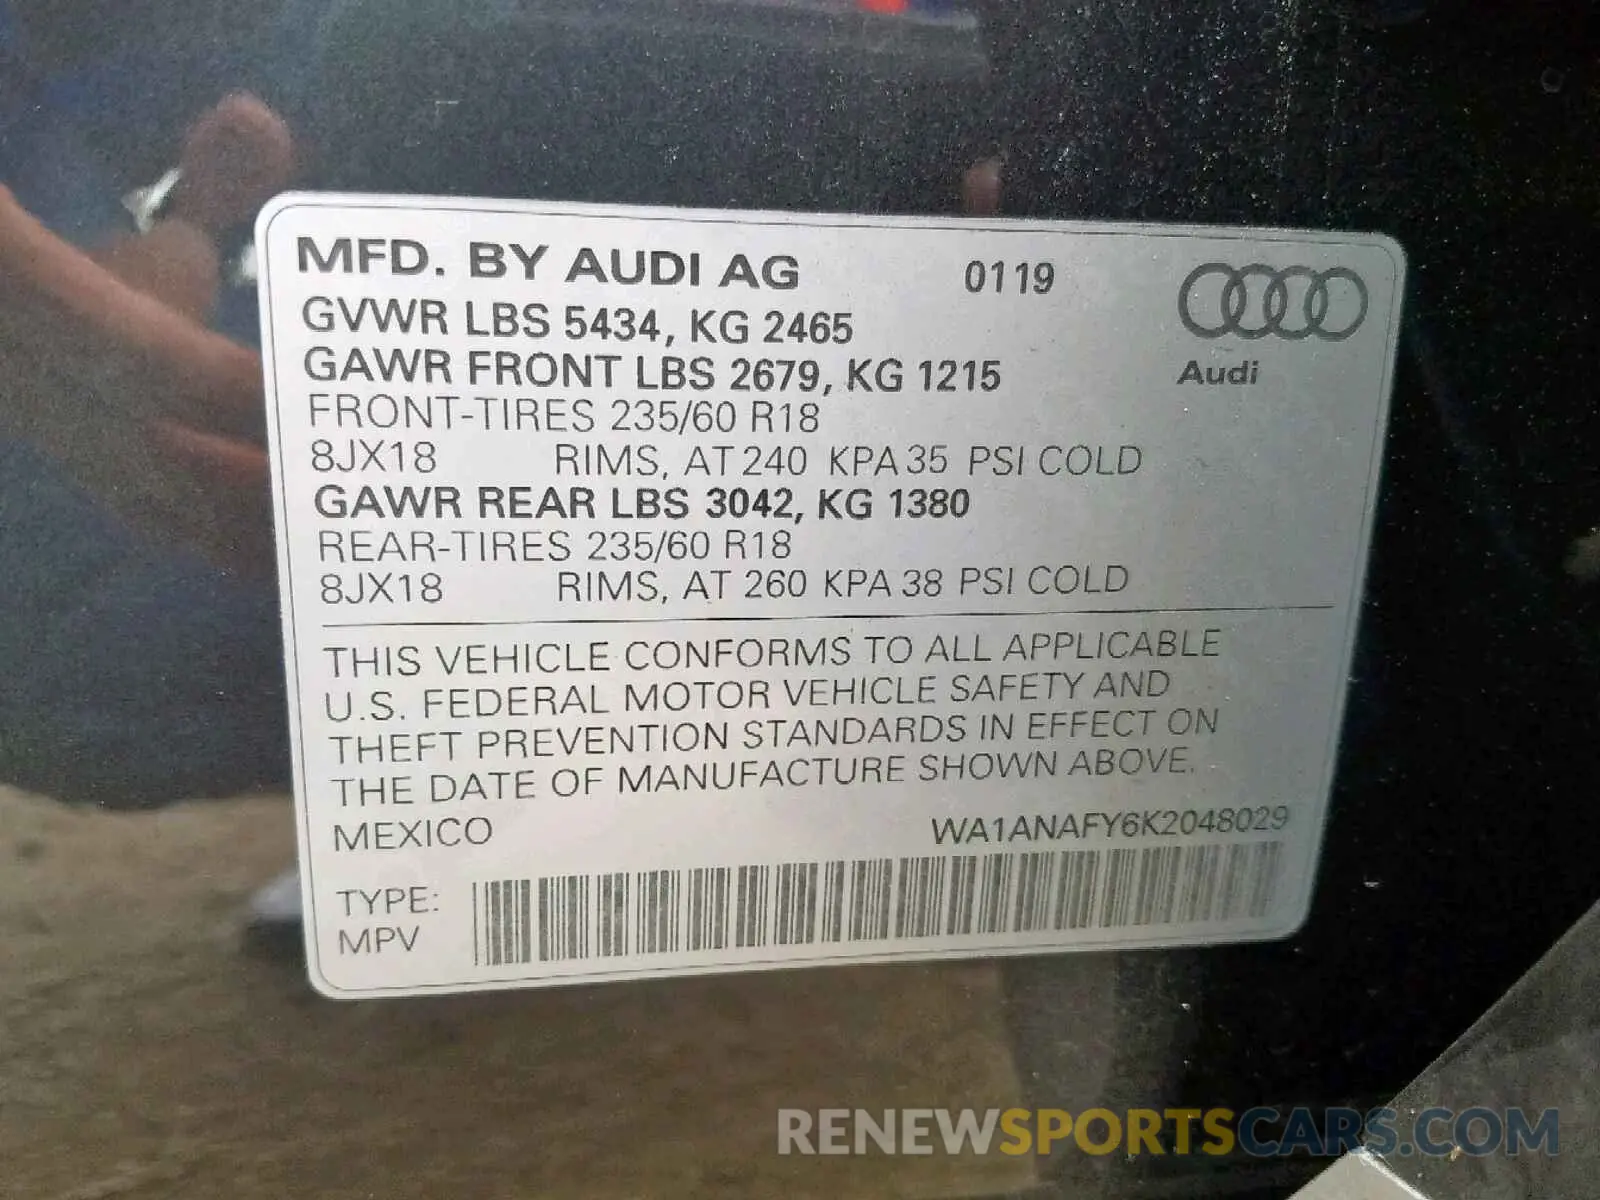 MFD. BY AUDI AG 0119
GVWR LBS 5434, KG 2465
GAWR FRONT LBS 2679, KG 1215
Audi
FRONT-TIRES 235/60 R18
8JX18 RIMS, AT 240 KPA 35 PSI COLD
GAWR REAR LBS 3042, KG 1380
REAR-TIRES 235/60 R18
8JX18 RIMS, AT 260 KPA 38 PSI COLD
THIS VEHICLE CONFORMS TO ALL APPLICABLE
U.S. FEDERAL MOTOR VEHICLE SAFETY AND
THEFT PREVENTION STANDARDS IN EFFECT ON
THE DATE OF MANUFACTURE SHOWN ABOVE.
MEXICO WA1ANAFY6K2048029
TYPE:
MPV
RENEWSPORTSCARS.COM